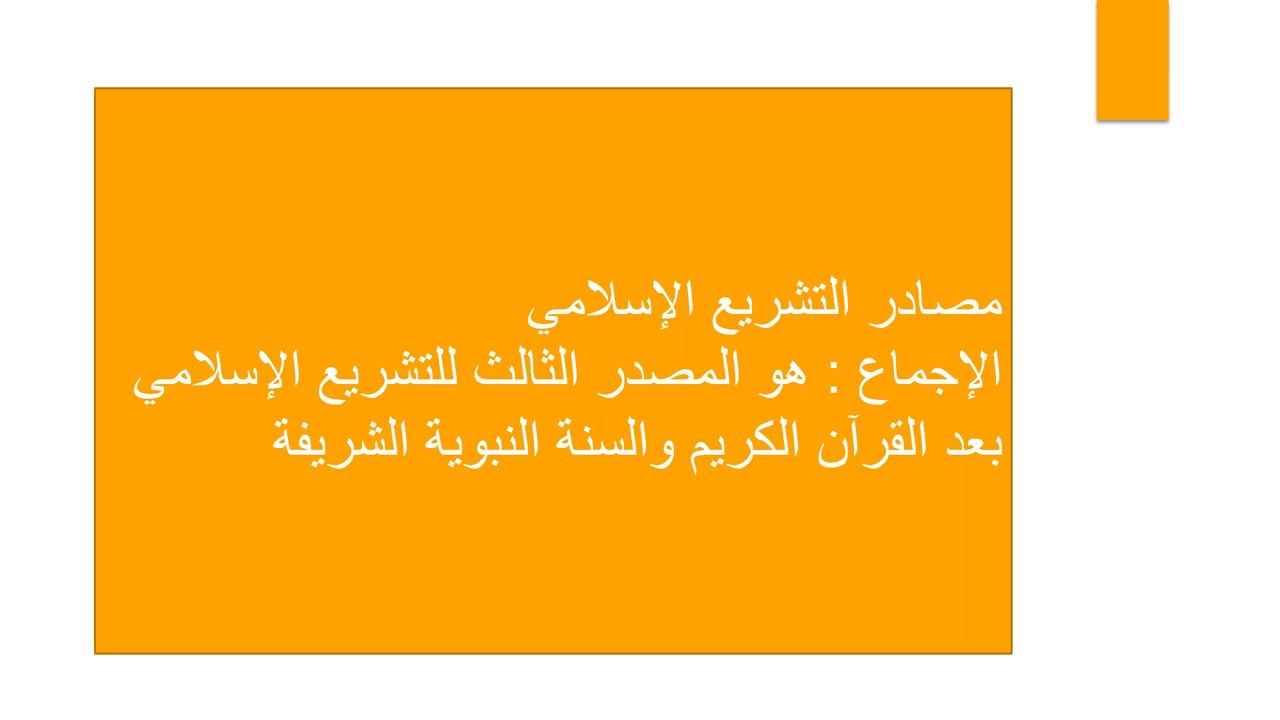 مصادر التشريع الإسلامي
الإجماع : هو المصدر الثالث للتشريع الإسلامي
بعد القرآن الكريم والسنة النبوية الشريفة